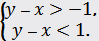 y − x > −1,
y − x < 1.